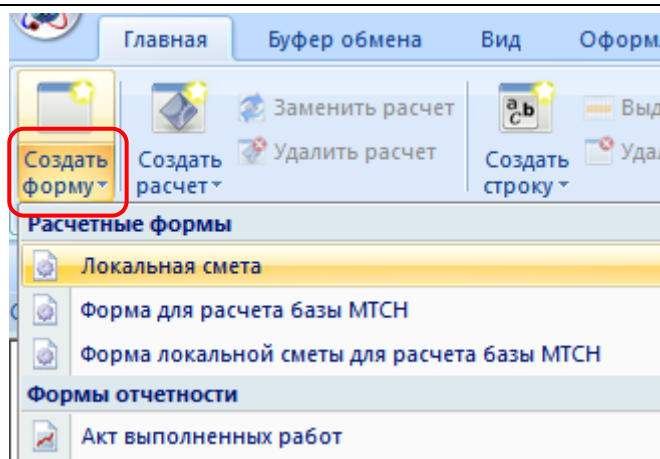 Главная Буфер обмена Вид
Заменить расчет
Удалить расчет
Создать форму
Создать расчет
a,b c
Создать строку
Расчетные формы
Локальная смета
Форма для расчета базы МТСН
Форма локальной сметы для расчета базы МТСН
Формы отчетности
Акт выполненных работ